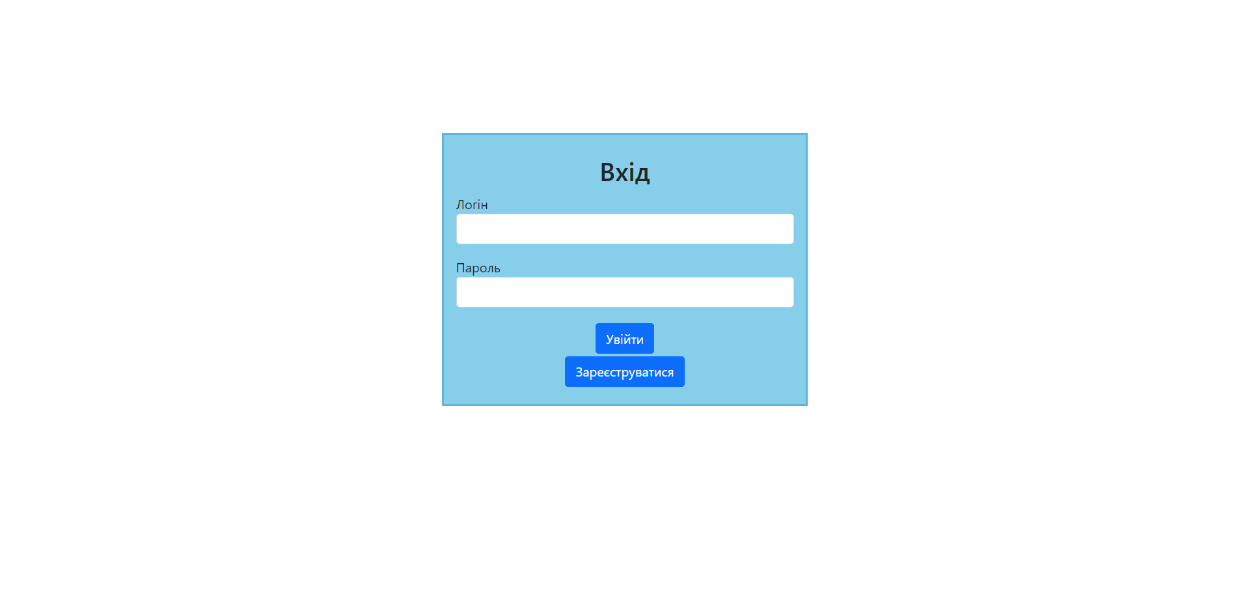 Вхід
Логін
Пароль
Увійти
Зареєструватися